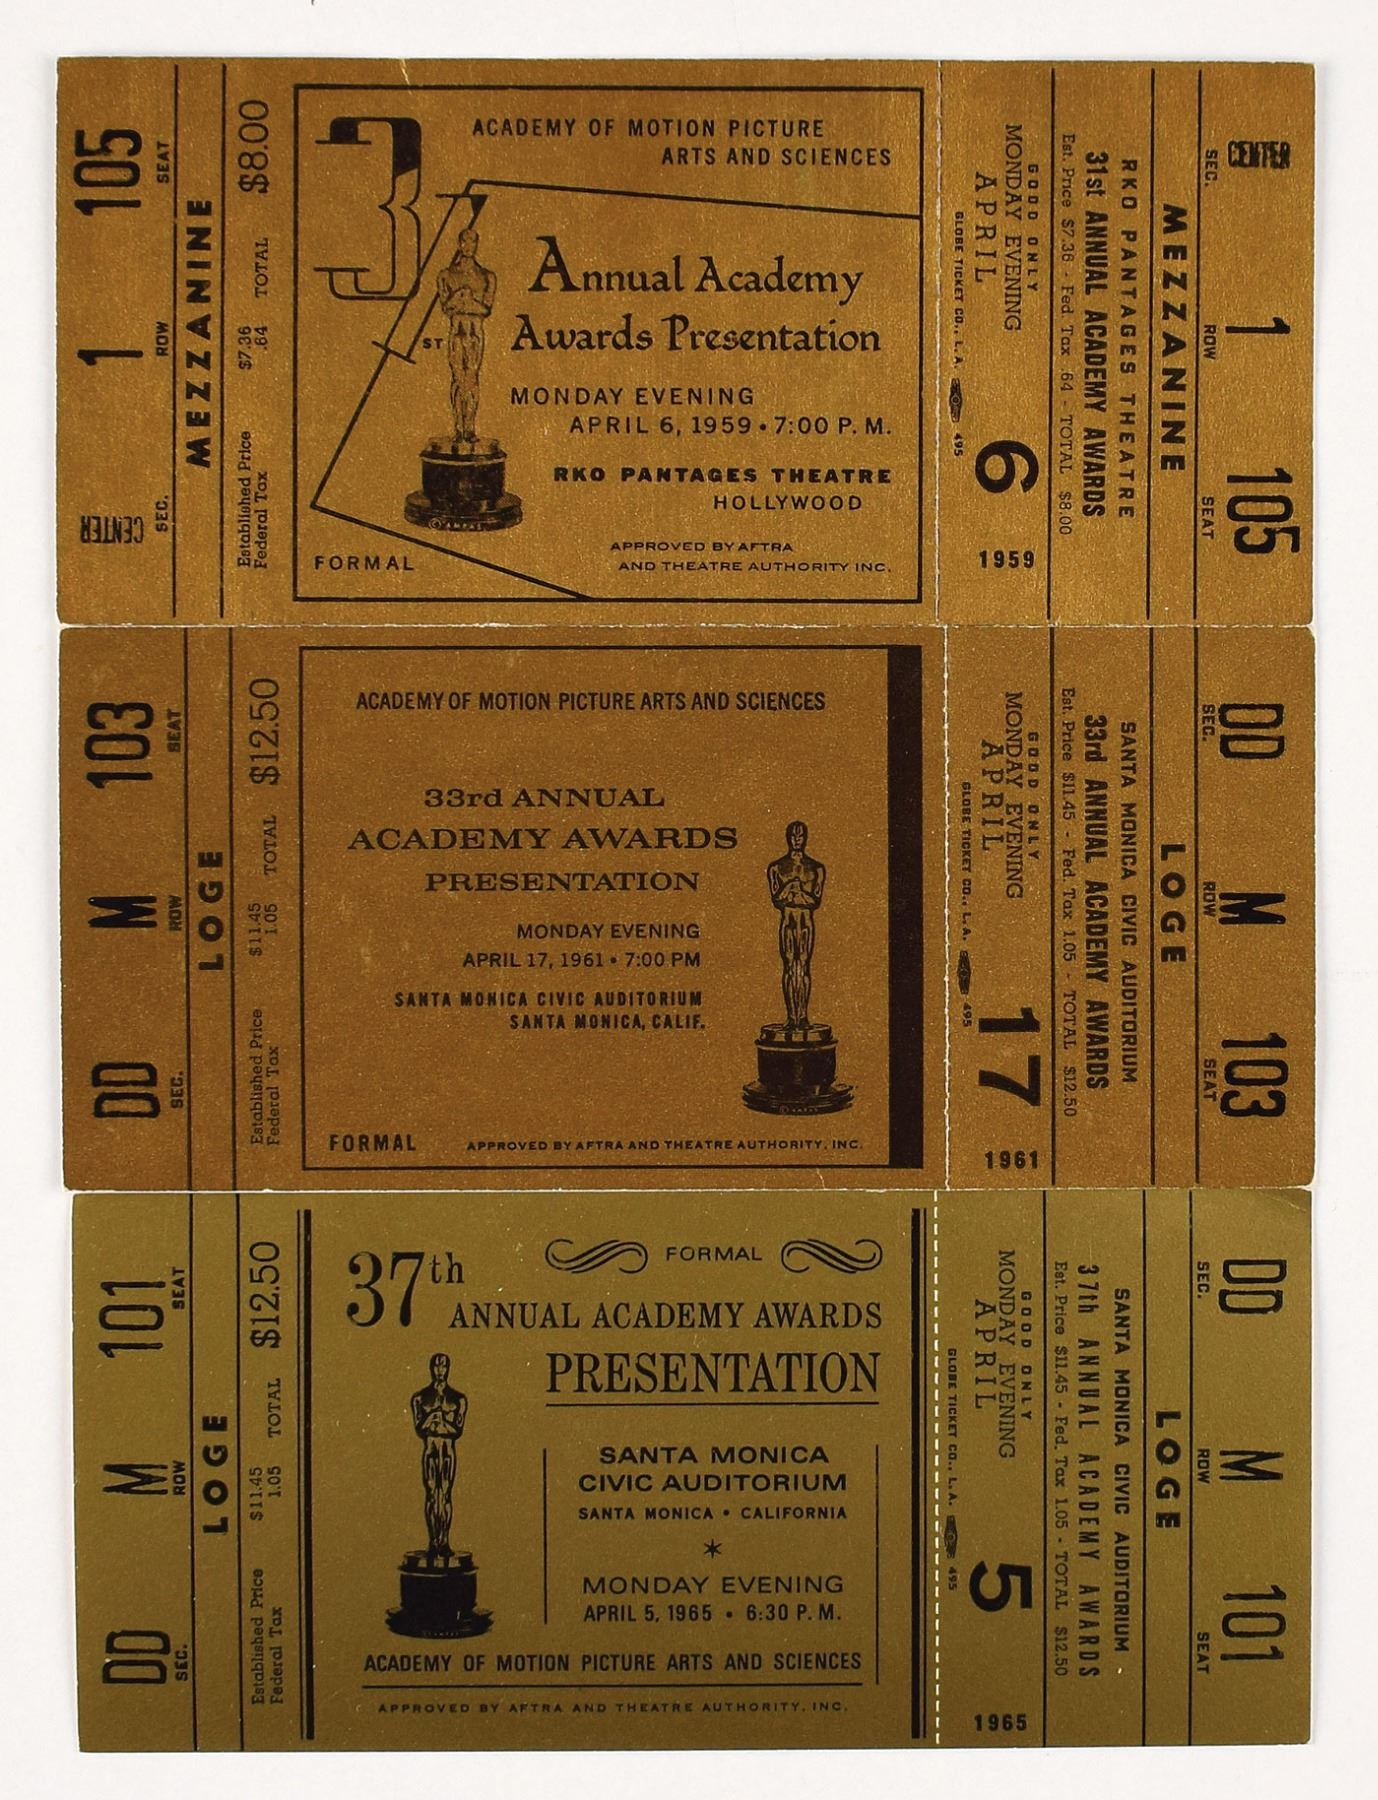 105 SEAT
1 ROW
CENTER SEC.
MEZZANINE
$8.00 TOTAL
$7.36 Established Price
.64 Federal Tax
31
ST
ACADEMY OF MOTION PICTURE
ARTS AND SCIENCES
Annual Academy
Awards Presentation
MONDAY EVENING
APRIL 6, 1959 • 7:00 P. M.
RKO PANTAGES THEATRE
HOLLYWOOD
FORMAL
APPROVED BY AFTRA
AND THEATRE AUTHORITY INC.
GLOBE TICKET CO., L.A. 495
GOOD ONLY
MONDAY EVENING
APRIL
6
1959
Est. Price $7.36 - Fed. Tax .64 - TOTAL $8.00
31st ANNUAL ACADEMY AWARDS
RKO PANTAGES THEATRE
MEZZANINE
CENTER SEC.
1 ROW
105 SEAT
103 SEAT
M ROW
DD SEC.
LOGE
$12.50 TOTAL
$11.45 Established Price
1.05 Federal Tax
ACADEMY OF MOTION PICTURE ARTS AND SCIENCES
33rd ANNUAL
ACADEMY AWARDS
PRESENTATION
MONDAY EVENING
APRIL 17, 1961 • 7:00 PM
SANTA MONICA CIVIC AUDITORIUM
SANTA MONICA, CALIF.
FORMAL
APPROVED BY AFTRA AND THEATRE AUTHORITY, INC.
GLOBE TICKET CO., L.A. 495
GOOD ONLY
MONDAY EVENING
APRIL
17
1961
Est. Price $11.45 - Fed. Tax 1.05 - TOTAL $12.50
33rd ANNUAL ACADEMY AWARDS
SANTA MONICA CIVIC AUDITORIUM
LOGE
DD SEC.
M ROW
103 SEAT
101 SEAT
M ROW
DD SEC.
LOGE
$12.50 TOTAL
$11.45 Established Price
1.05 Federal Tax
FORMAL
37th
ANNUAL ACADEMY AWARDS
PRESENTATION
SANTA MONICA
CIVIC AUDITORIUM
SANTA MONICA • CALIFORNIA
MONDAY EVENING
APRIL 5, 1965 • 6:30 P. M.
ACADEMY OF MOTION PICTURE ARTS AND SCIENCES
APPROVED BY AFTRA AND THEATRE AUTHORITY, INC.
GLOBE TICKET CO., L.A. 495
GOOD ONLY
MONDAY EVENING
APRIL
5
1965
Est. Price $11.45 - Fed. Tax 1.05 - TOTAL $12.50
37th ANNUAL ACADEMY AWARDS
SANTA MONICA CIVIC AUDITORIUM
LOGE
DD SEC.
M ROW
101 SEAT